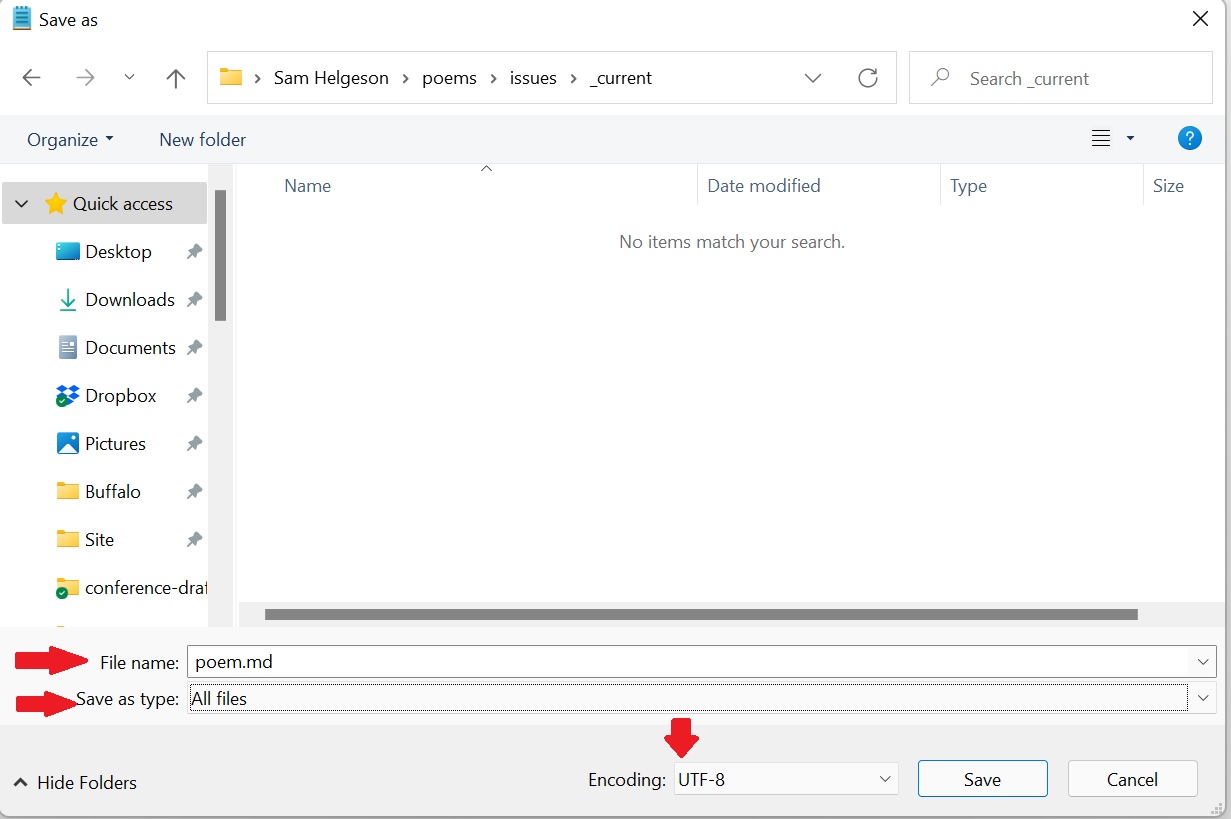 Save as
Sam Helgeson > poems > issues > _current
Search _current
Organize
New folder
?
Name
Date modified
Type
Size
No items match your search.
Quick access
Desktop
Downloads
Documents
Dropbox
Pictures
Buffalo
Site
conference-draf
File name: poem.md
Save as type: All files
Hide Folders
Encoding: UTF-8
Save
Cancel